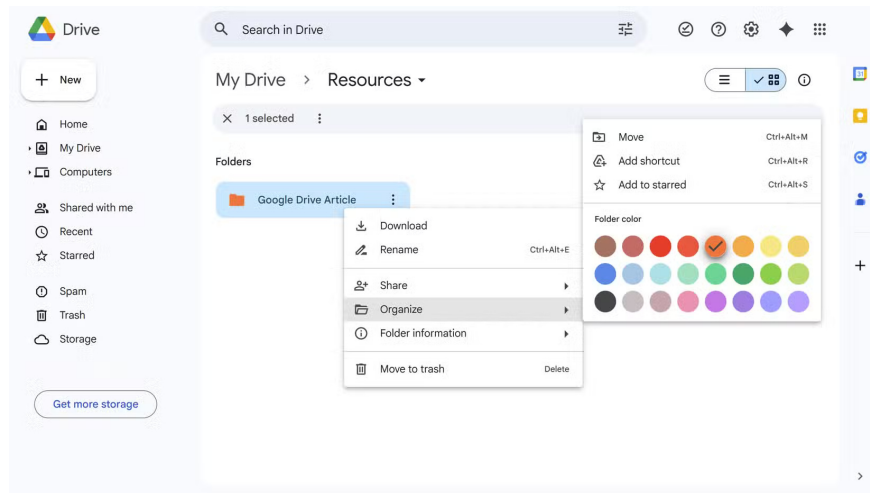 Drive
Search in Drive
New
Home
My Drive
Computers
Shared with me
Recent
Starred
Spam
Trash
Storage
Get more storage
My Drive > Resources
1 selected
Folders
Google Drive Article
Download
Rename Ctrl+Alt+E
Share
Organize
Folder information
Move to trash Delete
Move Ctrl+Alt+M
Add shortcut Ctrl+Alt+R
Add to starred Ctrl+Alt+S
Folder color
31